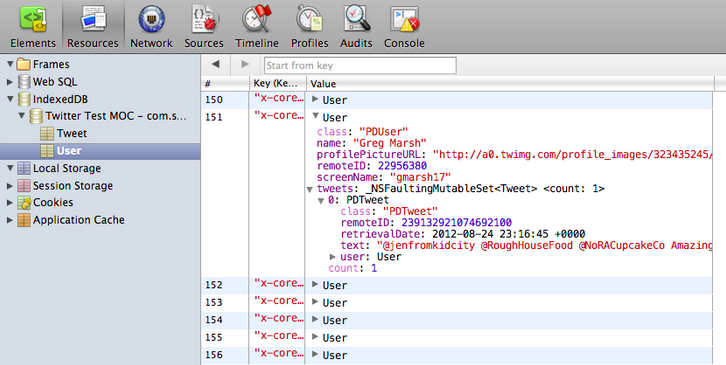 Elements Resources Network Sources Timeline Profiles Audits Console
Frames
Web SQL
IndexedDB
Twitter Test MOC – com.s...
Tweet
User
Local Storage
Session Storage
Cookies
Application Cache
Start from key
# Key (Ke... Value
150 "x-core... User
151 "x-core... User
class: "PDUser"
name: "Greg Marsh"
profilePictureURL: "http://a0.twimg.com/profile_images/323435245/
remoteID: 22956380
screenName: "gmarsh17"
tweets: _NSFaultingMutableSet<Tweet> <count: 1>
0: PDTweet
class: "PDTweet"
remoteID: 239132921074692100
retrievalDate: 2012-08-24 23:16:45 +0000
text: "@jenfromkidcity @RoughHouseFood @NoRACupcakeCo Amazing
user: User
count: 1
152 "x-core... User
153 "x-core... User
154 "x-core... User
155 "x-core... User
156 "x-core... User